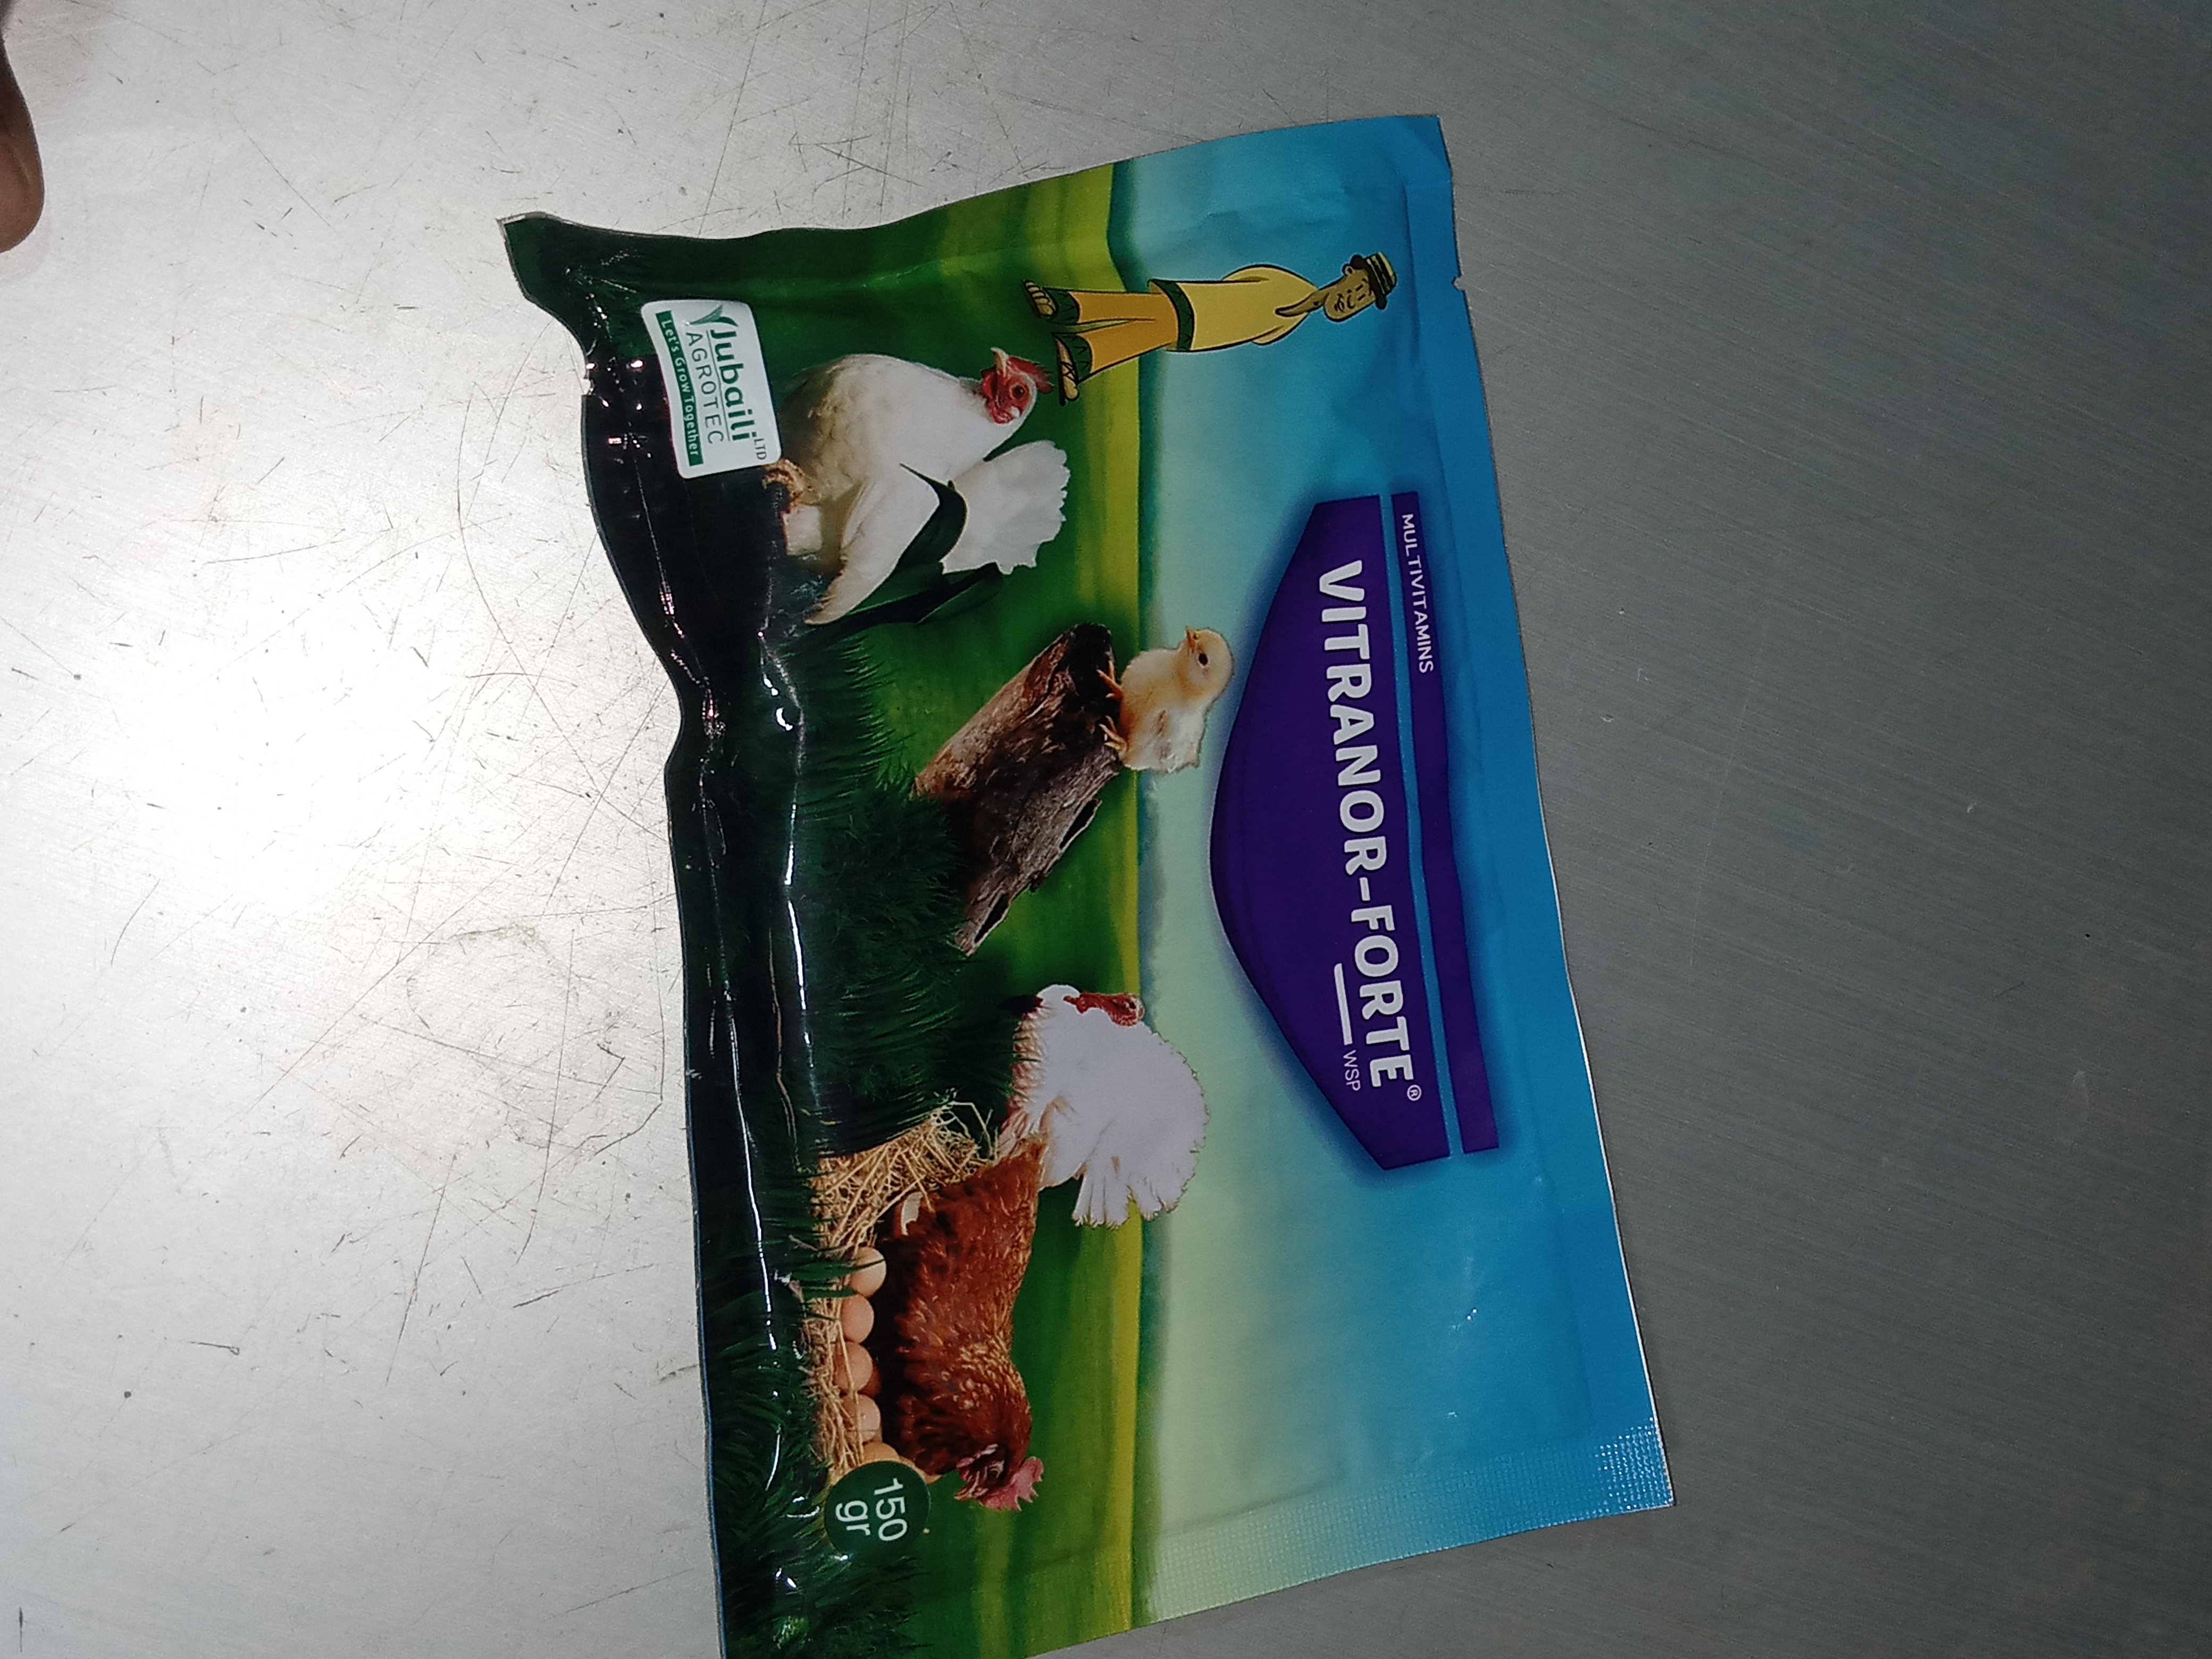 MULTIVITAMINS
VITRANOR-FORTE®
WSP
Jubaili LTD
AGROTEC
Let's Grow Together
150
gr